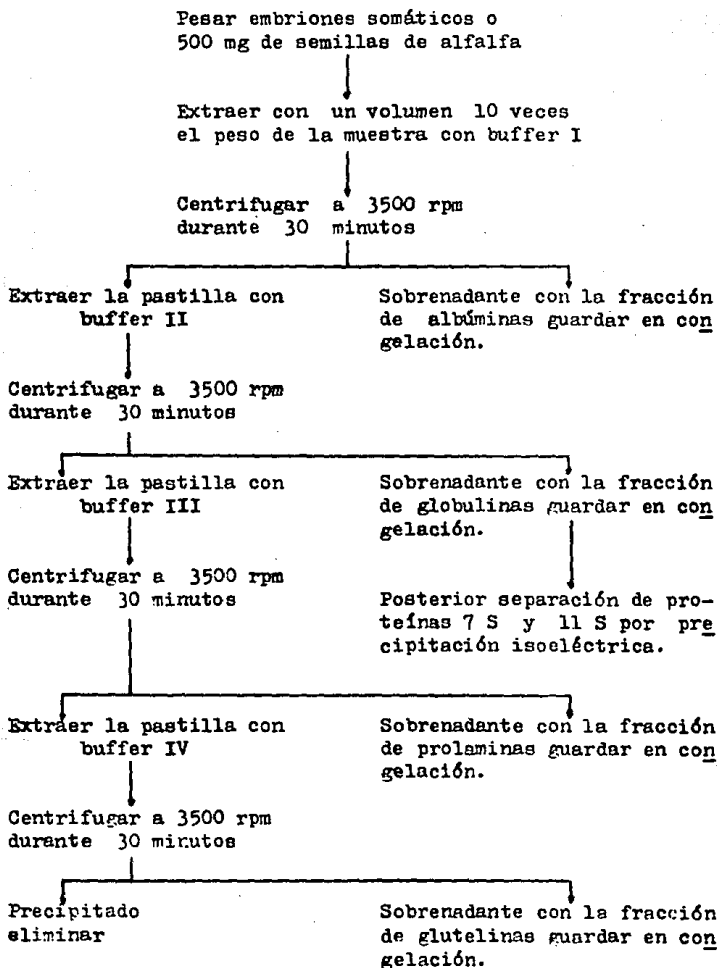 Pesar embriones somáticos o
500 mg de semillas de alfalfa
Extraer con un volumen 10 veces
el peso de la muestra con buffer I
Centrifugar a 3500 rpm
durante 30 minutos
Extraer la pastilla con
buffer II
Sobrenadante con la fracción
de albúminas guardar en con
gelación.
Centrifugar a 3500 rpm
durante 30 minutos
Extraer la pastilla con
buffer III
Sobrenadante con la fracción
de globulinas guardar en con
gelación.
Centrifugar a 3500 rpm
durante 30 minutos
Posterior separación de pro-
teínas 7 S y 11 S por pre
cipitación isoeléctrica.
Extraer la pastilla con
buffer IV
Sobrenadante con la fracción
de prolaminas guardar en con
gelación.
Centrifugar a 3500 rpm
durante 30 minutos
Precipitado
eliminar
Sobrenadante con la fracción
de glutelinas guardar en con
gelación.